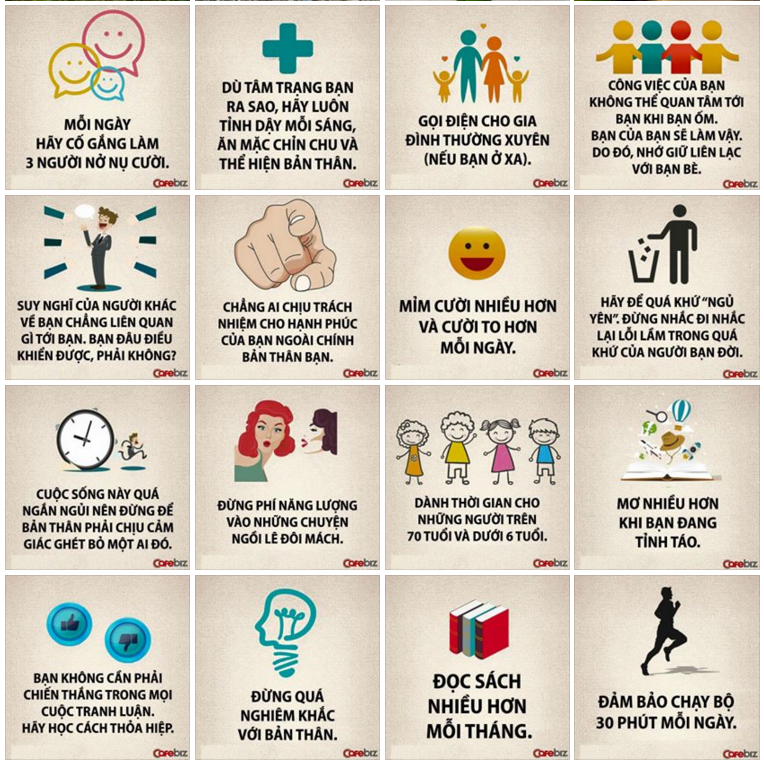 MỖI NGÀY
HÃY CỐ GẮNG LÀM
3 NGƯỜI NỞ NỤ CƯỜI.
Cafebiz
DÙ TÂM TRẠNG BẠN
RA SAO, HÃY LUÔN
TỈNH DẬY MỖI SÁNG,
ĂN MẶC CHỈN CHU VÀ
THỂ HIỆN BẢN THÂN.
Cafebiz
GỌI ĐIỆN CHO GIA
ĐÌNH THƯỜNG XUYÊN
(NẾU BẠN Ở XA).
Cafebiz
CÔNG VIỆC CỦA BẠN
KHÔNG THỂ QUAN TÂM TỚI
BẠN KHI BẠN ỐM.
BẠN CỦA BẠN SẼ LÀM VẬY.
DO ĐÓ, NHỚ GIỮ LIÊN LẠC
VỚI BẠN BÈ.
Cafebiz
SUY NGHĨ CỦA NGƯỜI KHÁC
VỀ BẠN CHẲNG LIÊN QUAN
GÌ TỚI BẠN. BẠN ĐÂU ĐIỀU
KHIỂN ĐƯỢC, PHẢI KHÔNG?
Cafebiz
CHẲNG AI CHỊU TRÁCH
NHIỆM CHO HẠNH PHÚC
CỦA BẠN NGOÀI CHÍNH
BẢN THÂN BẠN.
Cafebiz
MỈM CƯỜI NHIỀU HƠN
VÀ CƯỜI TO HƠN
MỖI NGÀY.
Cafebiz
HÃY ĐỂ QUÁ KHỨ “NGỦ
YÊN”. ĐỪNG NHẮC ĐI NHẮC
LẠI LỖI LẦM TRONG QUÁ
KHỨ CỦA NGƯỜI BẠN ĐỜI.
Cafebiz
CUỘC SỐNG NÀY QUÁ
NGẮN NGỦI NÊN ĐỪNG ĐỂ
BẢN THÂN PHẢI CHỊU CẢM
GIÁC GHÉT BỎ MỘT AI ĐÓ.
Cafebiz
ĐỪNG PHÍ NĂNG LƯỢNG
VÀO NHỮNG CHUYỆN
NGỒI LÊ ĐÔI MÁCH.
Cafebiz
DÀNH THỜI GIAN CHO
NHỮNG NGƯỜI TRÊN
70 TUỔI VÀ DƯỚI 6 TUỔI.
Cafebiz
MƠ NHIỀU HƠN
KHI BẠN ĐANG
TỈNH TÁO.
Cafebiz
BẠN KHÔNG CẦN PHẢI
CHIẾN THẮNG TRONG MỌI
CUỘC TRANH LUẬN.
HÃY HỌC CÁCH THỎA HIỆP.
Cafebiz
ĐỪNG QUÁ
NGHIÊM KHẮC
VỚI BẢN THÂN.
Cafebiz
ĐỌC SÁCH
NHIỀU HƠN
MỖI THÁNG.
Cafebiz
ĐẢM BẢO CHẠY BỘ
30 PHÚT MỖI NGÀY.
Cafebiz